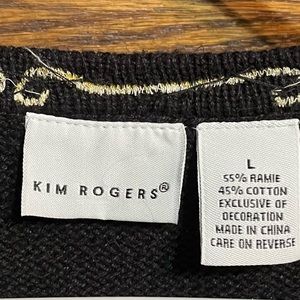 KIM ROGERS®
L
55% RAMIE
45% COTTON
EXCLUSIVE OF
DECORATION
MADE IN CHINA
CARE ON REVERSE